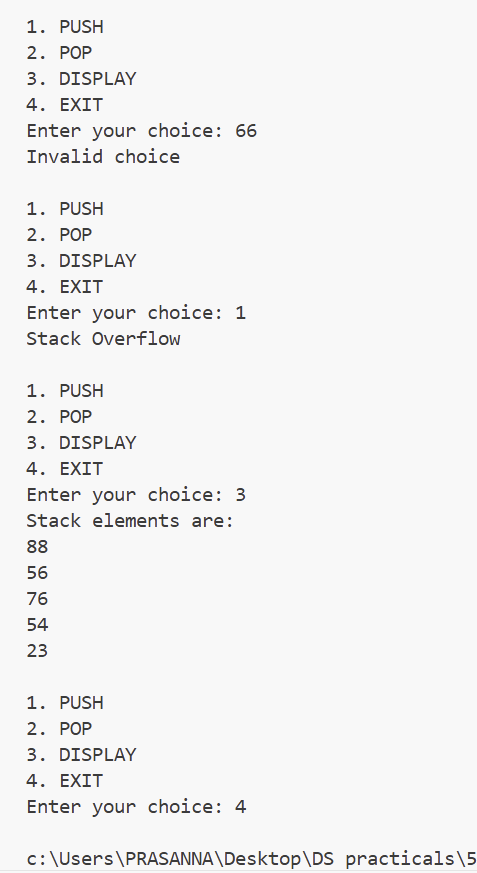 1. PUSH
2. POP
3. DISPLAY
4. EXIT
Enter your choice: 66
Invalid choice
1. PUSH
2. POP
3. DISPLAY
4. EXIT
Enter your choice: 1
Stack Overflow
1. PUSH
2. POP
3. DISPLAY
4. EXIT
Enter your choice: 3
Stack elements are:
88
56
76
54
23
1. PUSH
2. POP
3. DISPLAY
4. EXIT
Enter your choice: 4
c:\Users\PRASANNA\Desktop\DS practicals\5